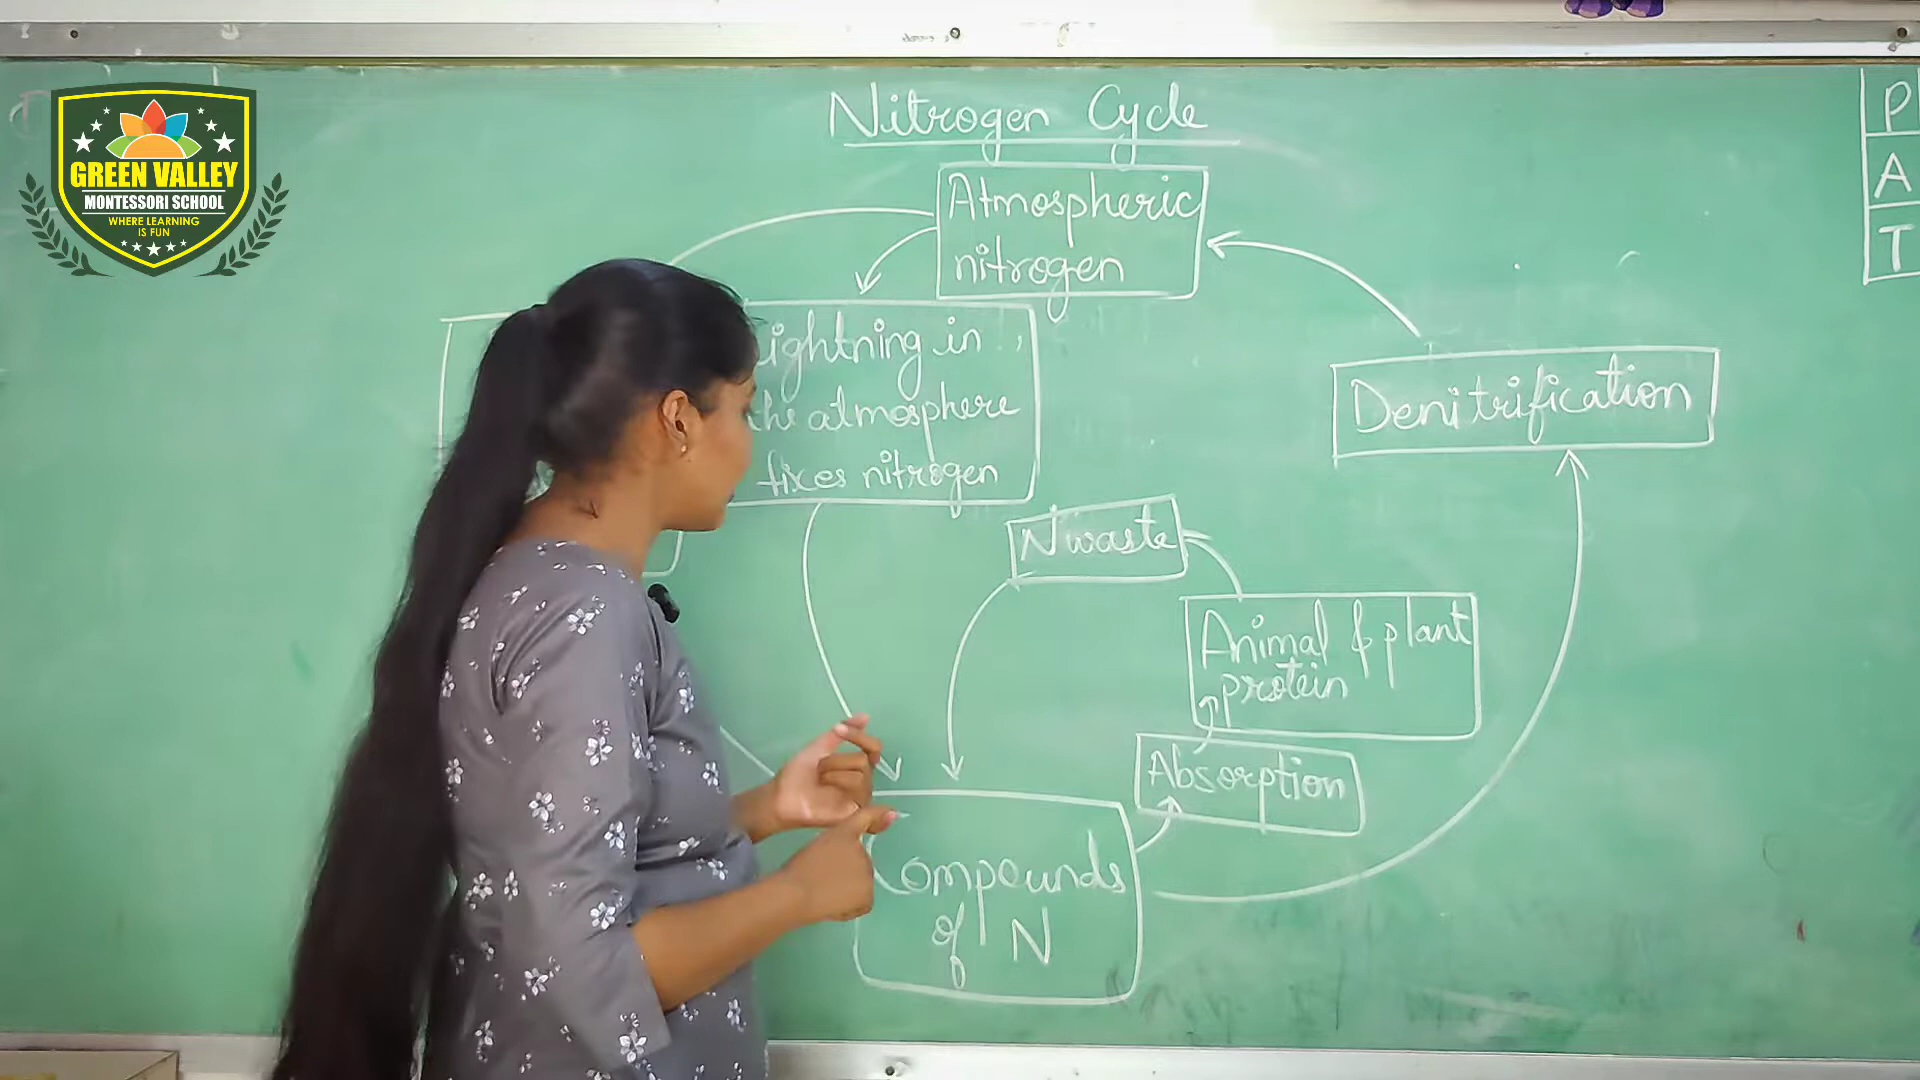 GREEN VALLEY
MONTESSORI SCHOOL
WHERE LEARNING
IS FUN
Nitrogen Cycle
Atmospheric
nitrogen
ightning in
the atmosphere
fixes nitrogen
Denitrification
N waste
Animal & plant
protein
Absorption
Compounds
of N
P
A
T